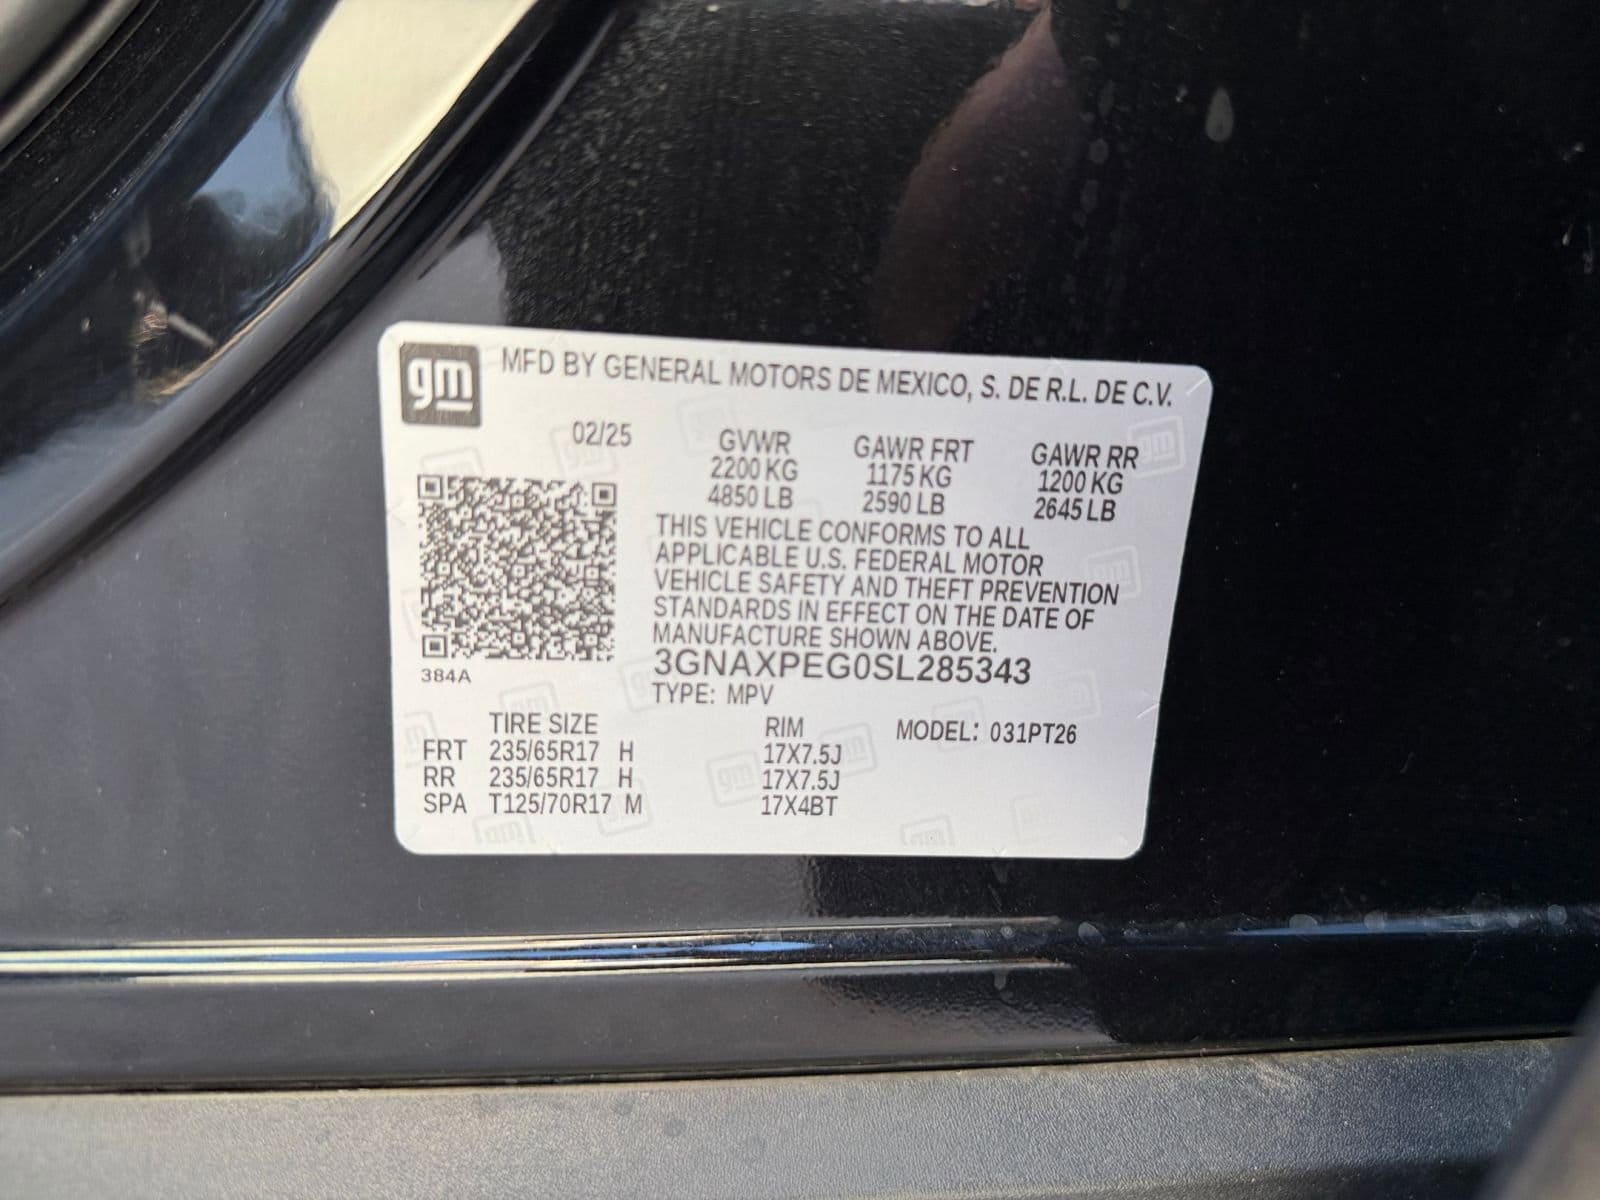 gm
MFD BY GENERAL MOTORS DE MEXICO, S. DE R.L. DE C.V.
02/25 GVWR GAWR FRT GAWR RR
2200 KG 1175 KG 1200 KG
4850 LB 2590 LB 2645 LB
THIS VEHICLE CONFORMS TO ALL
APPLICABLE U.S. FEDERAL MOTOR
VEHICLE SAFETY AND THEFT PREVENTION
STANDARDS IN EFFECT ON THE DATE OF
MANUFACTURE SHOWN ABOVE.
3GNAXPEG0SL285343
384A
TYPE: MPV
TIRE SIZE RIM MODEL: 031PT26
FRT 235/65R17 H 17X7.5J
RR 235/65R17 H 17X7.5J
SPA T125/70R17 M 17X4BT